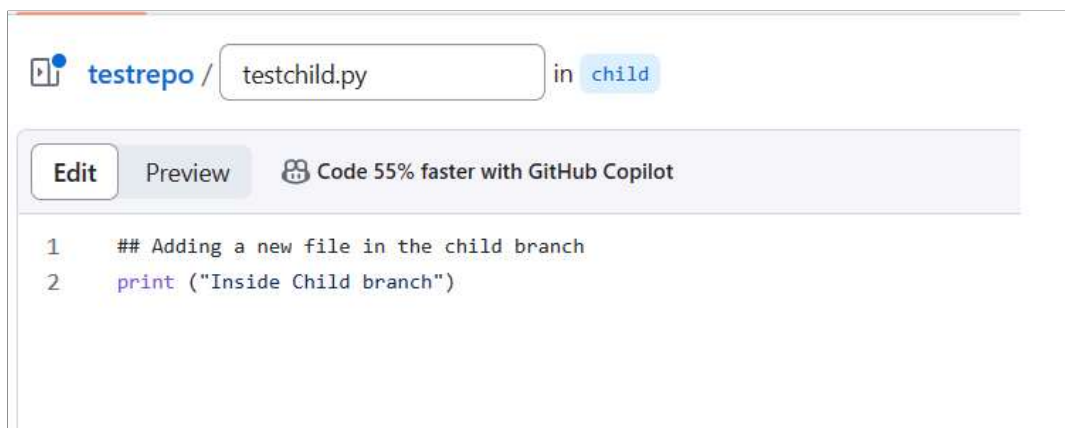 testrepo / testchild.py in child
Edit Preview Code 55% faster with GitHub Copilot
1 ## Adding a new file in the child branch
2 print ("Inside Child branch")